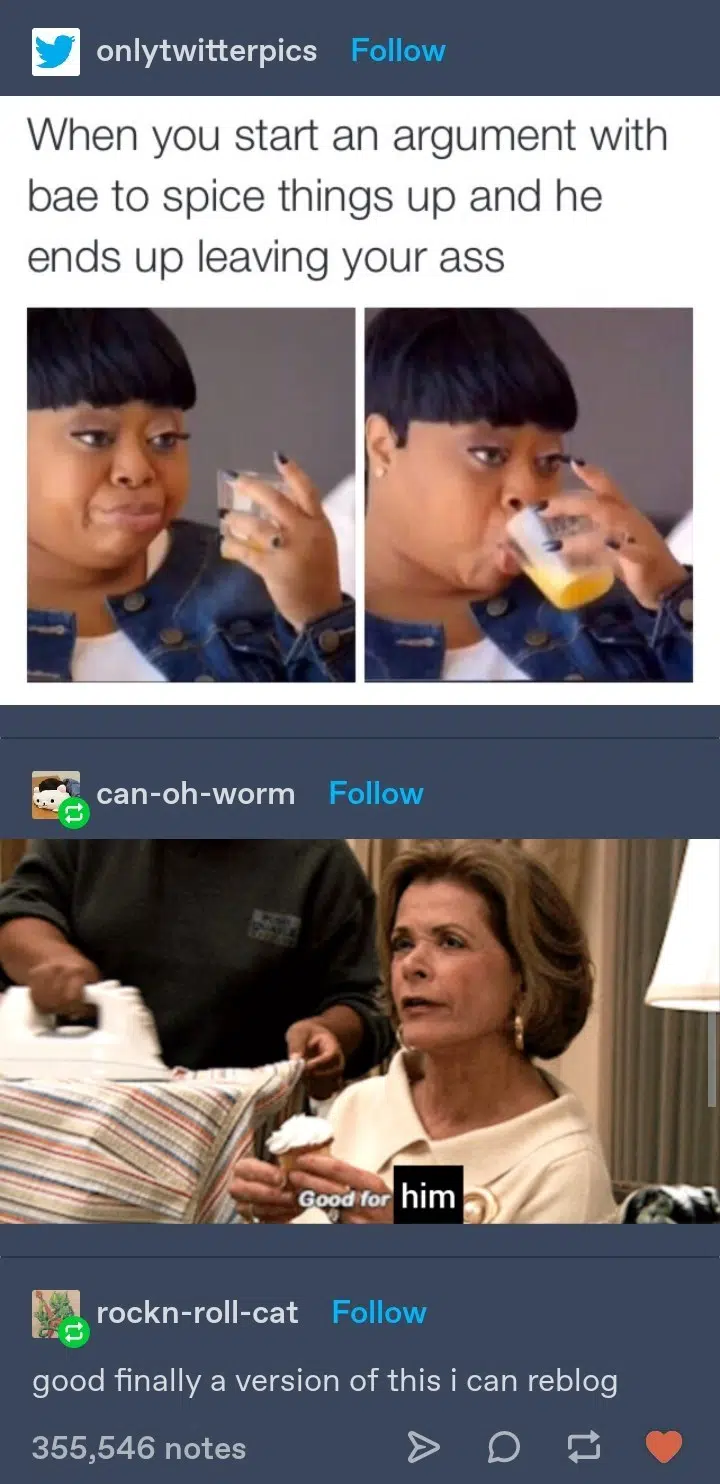 onlytwitterpics Follow
When you start an argument with
bae to spice things up and he
ends up leaving your ass
can-oh-worm Follow
Good for him
rockn-roll-cat Follow
good finally a version of this i can reblog
355,546 notes